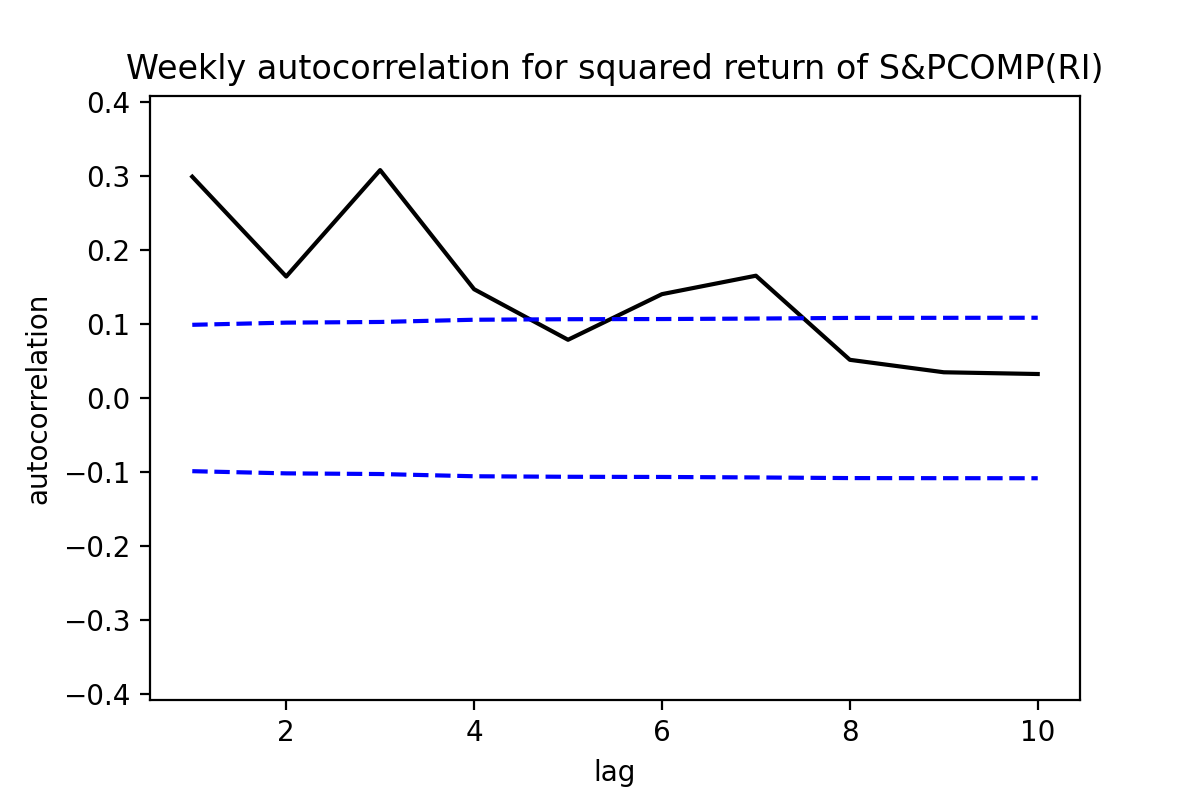 Weekly autocorrelation for squared return of S&PCOMP(RI)
0.4
0.3
0.2
0.1
0.0
−0.1
−0.2
−0.3
−0.4
autocorrelation
2 4 6 8 10
lag